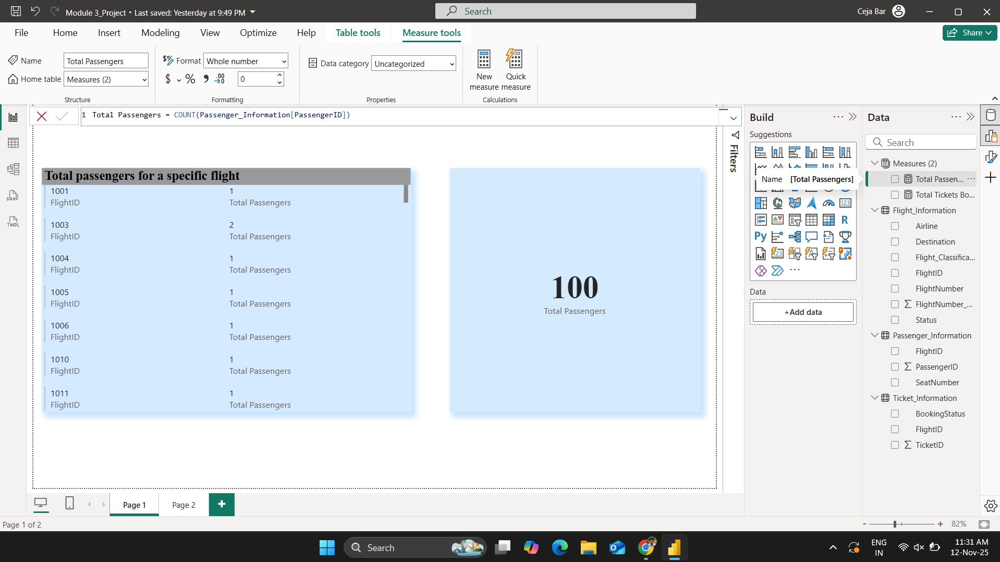 Module 3_Project • Last saved: Yesterday at 9:49 PM
Search
Ceja Bar
File Home Insert Modeling View Optimize Help Table tools Measure tools
Share
Name Total Passengers
Home table Measures (2)
Structure
$% Format Whole number
$ % , .00 →0 0
Formatting
Data category Uncategorized
Properties
New measure
Quick measure
Calculations
1 Total Passengers = COUNT(Passenger_Information[PassengerID])
Total passengers for a specific flight
1001 1
FlightID Total Passengers
1003 2
FlightID Total Passengers
1004 1
FlightID Total Passengers
1005 1
FlightID Total Passengers
1006 1
FlightID Total Passengers
1010 1
FlightID Total Passengers
1011 1
FlightID Total Passengers
100
Total Passengers
Filters
Build
Suggestions
Name [Total Passengers]
123
R
Py
123
Data
+Add data
Data
Search
Measures (2)
Total Passen...
Total Tickets Bo...
Flight_Information
Airline
Destination
Flight_Classifica...
FlightID
FlightNumber
FlightNumber_...
Status
Passenger_Information
FlightID
PassengerID
SeatNumber
Ticket_Information
BookingStatus
FlightID
TicketID
DAX
TMDL
Page 1 Page 2 +
Page 1 of 2
- + 82%
Search
ENG
IN
11:31 AM
12-Nov-25